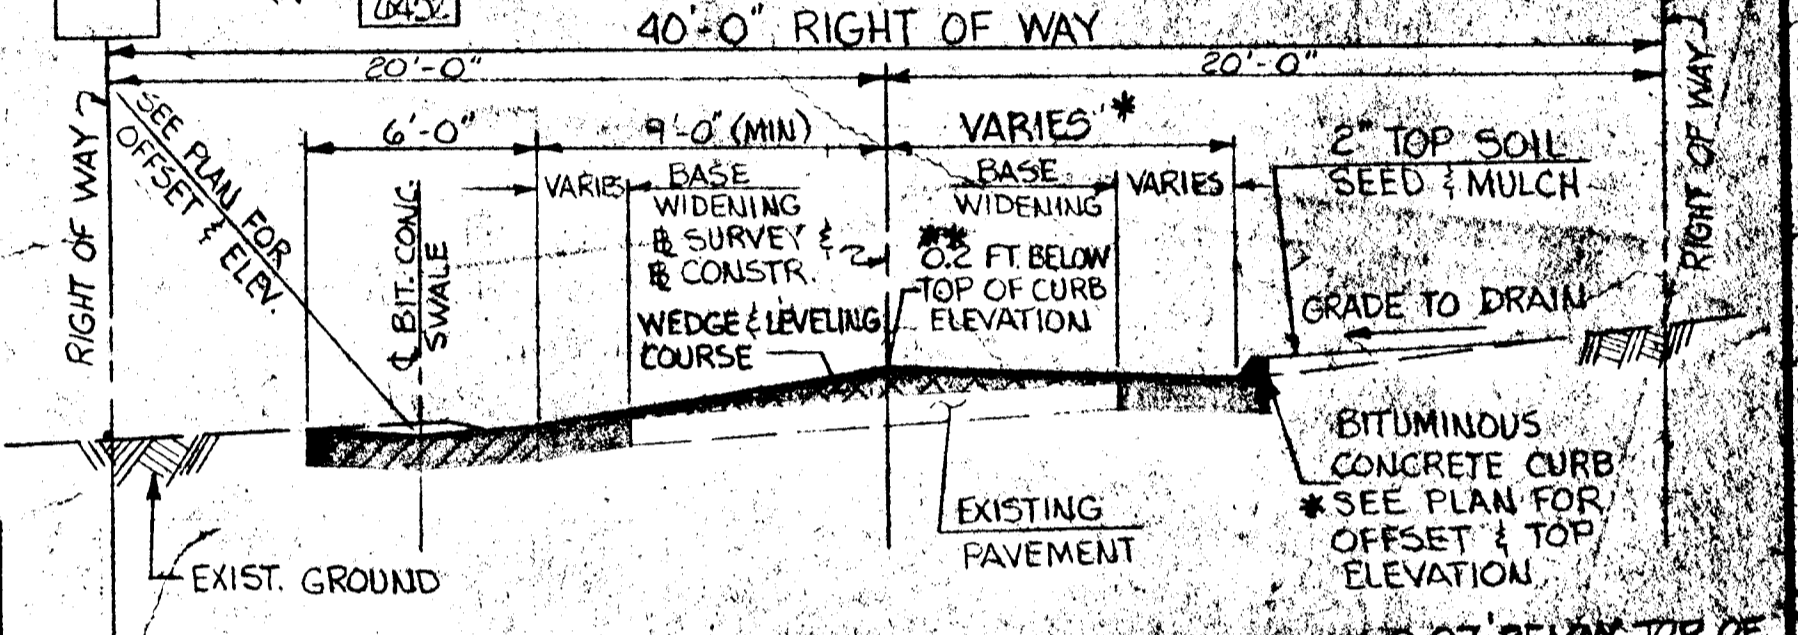 40'-0" RIGHT OF WAY
20'-0"
20'-0"
RIGHT OF WAY
SEE PLAN FOR
OFFSET & ELEV.
6'-0"
9'-0" (MIN)
VARIES *
2" TOP SOIL
SEED & MULCH
RIGHT OF WAY
VARIES
BASE
WIDENING
BASE
WIDENING
VARIES
℄ BIT. CONC.
SWALE
SURVEY &
CONSTR.
**
0.2 FT. BELOW
TOP OF CURB
ELEVATION
WEDGE & LEVELING
COURSE
GRADE TO DRAIN
BITUMINOUS
CONCRETE CURB
* SEE PLAN FOR
OFFSET & TOP
ELEVATION
EXISTING
PAVEMENT
EXIST. GROUND
BELOW TOP OF